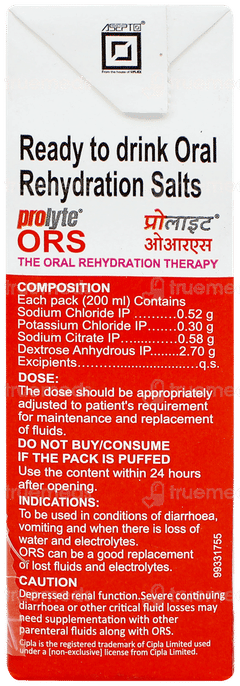 ASEPTO
From the house of UFLEX
Ready to drink Oral
Rehydration Salts
prolyte® प्रोलाइट®
ORS ओआरएस
THE ORAL REHYDRATION THERAPY
COMPOSITION
Each pack (200 ml) Contains
Sodium Chloride IP ..........0.52 g
Potassium Chloride IP ......0.30 g
Sodium Citrate IP.............0.58 g
Dextrose Anhydrous IP......2.70 g
Excipients..............................q.s.
DOSE:
The dose should be appropriately
adjusted to patient's requirement
for maintenance and replacement
of fluids.
DO NOT BUY/CONSUME
IF THE PACK IS PUFFED
Use the content within 24 hours
after opening.
INDICATIONS:
To be used in conditions of diarrhoea,
vomiting and when there is loss of
water and electrolytes.
ORS can be a good replacement
of lost fluids and electrolytes.
99331755
CAUTION
Depressed renal function.Severe continuing
diarrhoea or other critical fluid losses may
need supplementation with other
parenteral fluids along with ORS.
Cipla is the registered trademark of Cipla Limited used
under a [non-exclusive] license from Cipla Limited.
truemeds